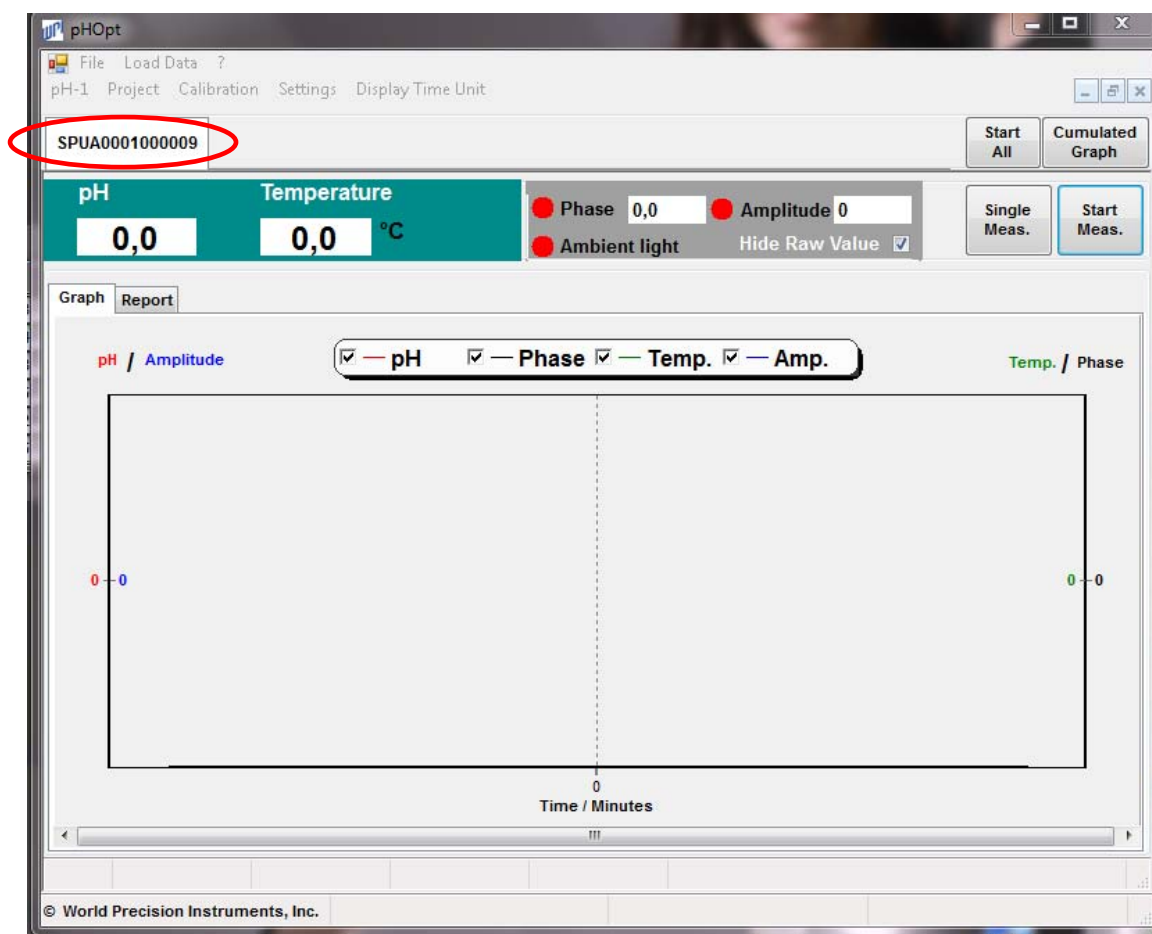 pHOpt
File Load Data ?
pH-1 Project Calibration Settings Display Time Unit
SPUA0001000009
Start All
Cumulated Graph
pH
Temperature
0,0
0,0 °C
Phase 0,0
Amplitude 0
Ambient light
Hide Raw Value
Single Meas.
Start Meas.
Graph Report
pH / Amplitude
pH Phase Temp. Amp.
Temp. / Phase
0 0
0 0
0
Time / Minutes
© World Precision Instruments, Inc.